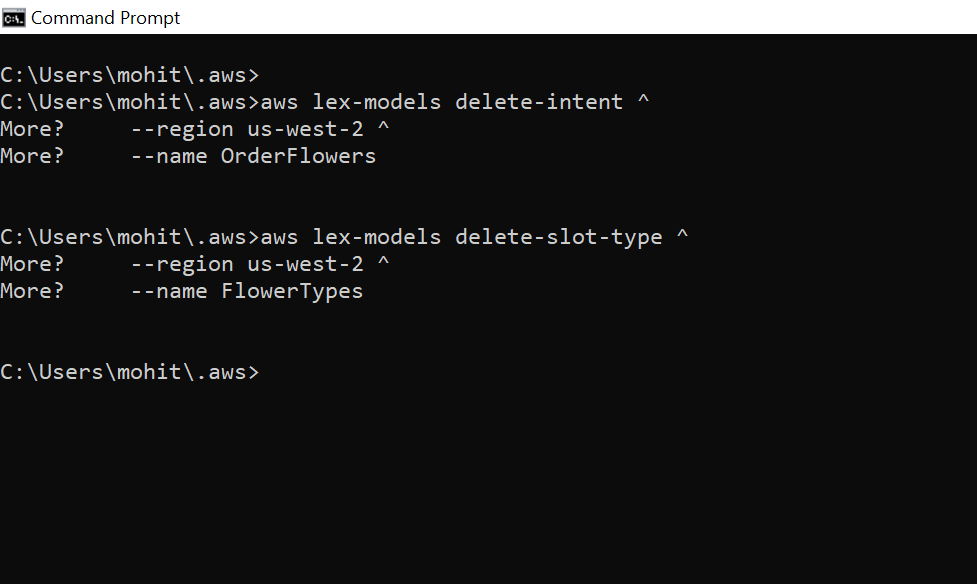 Command Prompt
C:\Users\mohit\.aws>
C:\Users\mohit\.aws>aws lex-models delete-intent ^
More?     --region us-west-2 ^
More?     --name OrderFlowers
C:\Users\mohit\.aws>aws lex-models delete-slot-type ^
More?     --region us-west-2 ^
More?     --name FlowerTypes
C:\Users\mohit\.aws>